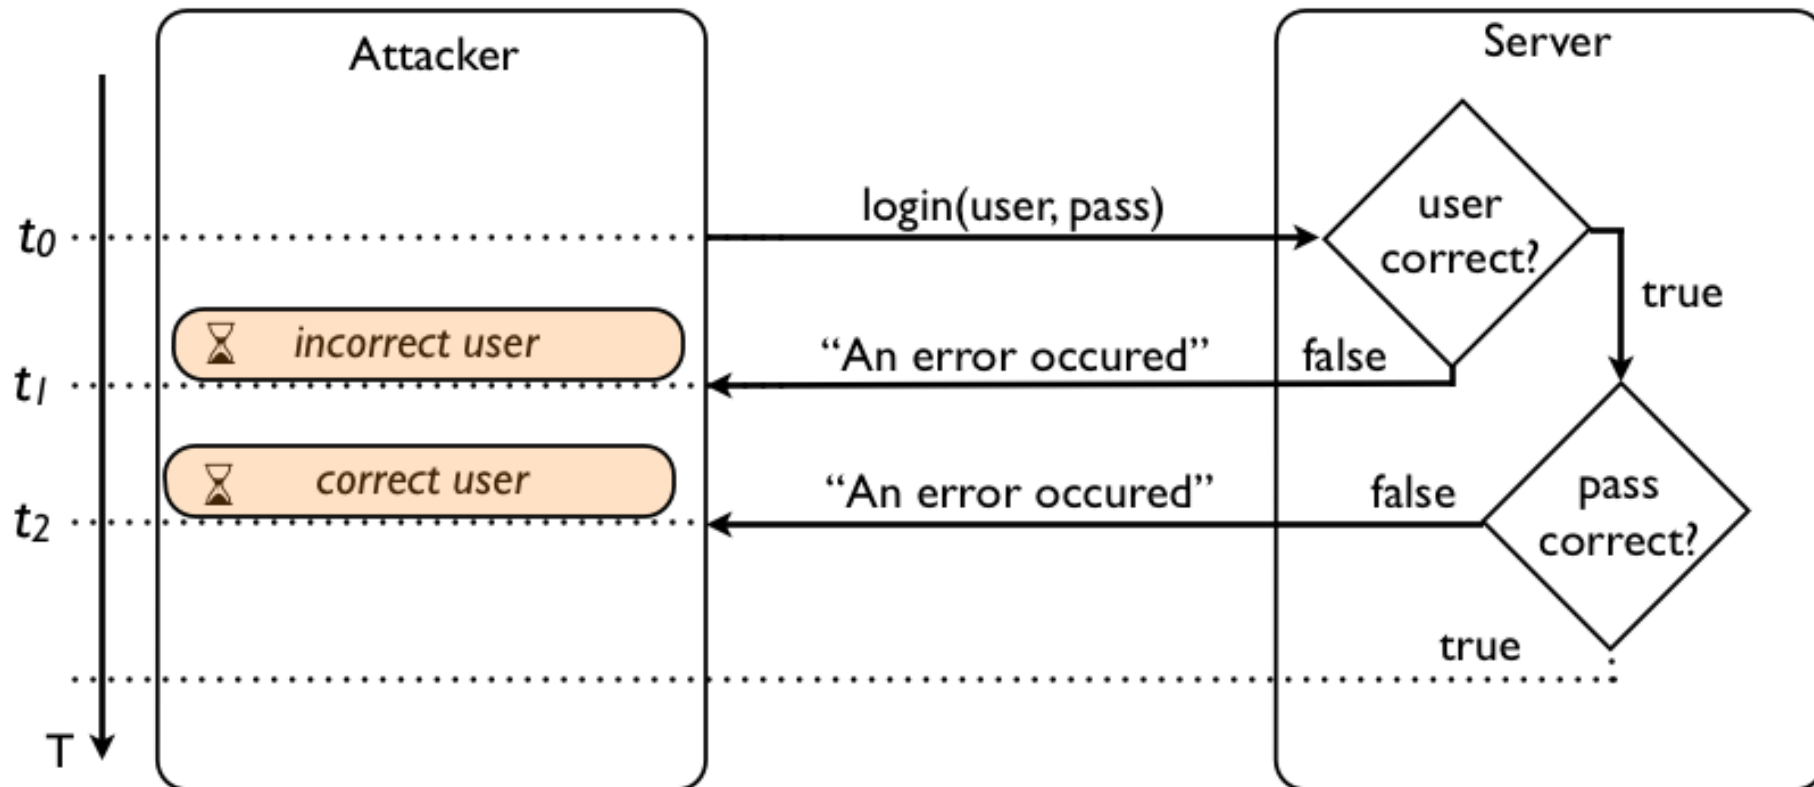 Attacker
Server
login(user, pass)
user
correct?
t0
true
incorrect user
“An error occured”
false
t1
correct user
“An error occured”
false
pass
correct?
t2
true
T